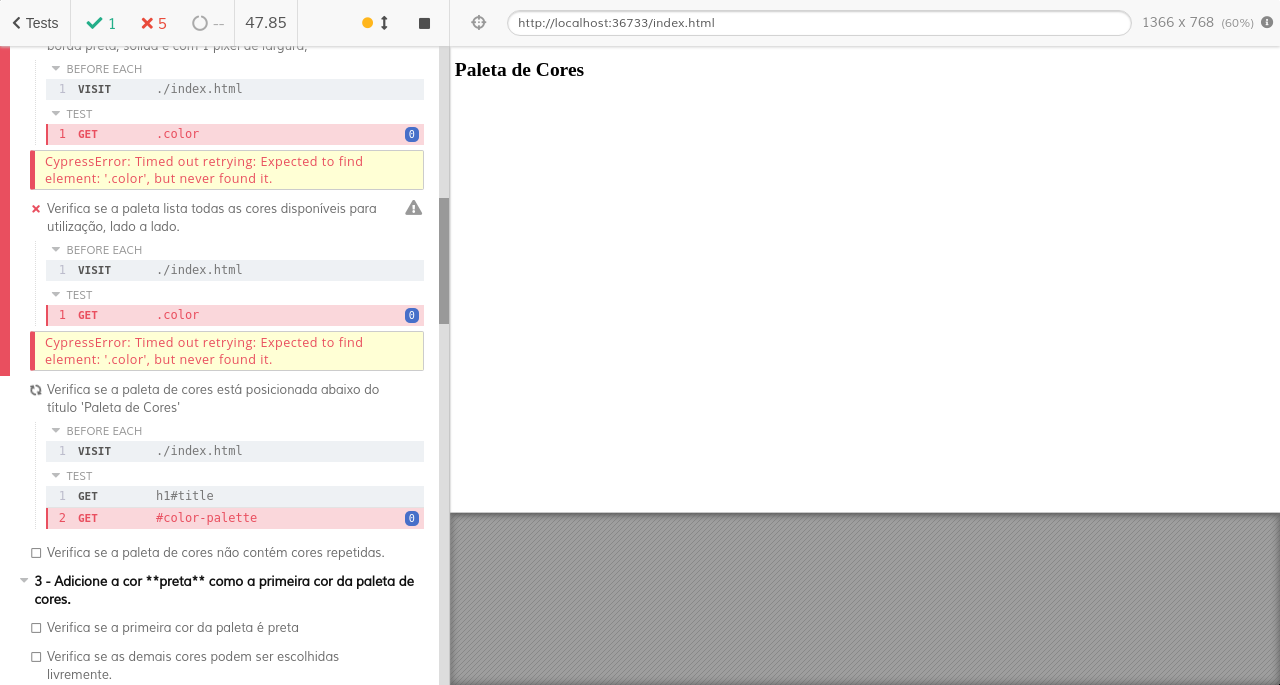 Tests 1 5 -- 47.85 http://localhost:36733/index.html 1366 x 768 (60%)
borda preta, sólida e com 1 pixel de largura;
BEFORE EACH
1 VISIT ./index.html
TEST
1 GET .color 0
CypressError: Timed out retrying: Expected to find
element: '.color', but never found it.
Verifica se a paleta lista todas as cores disponíveis para
utilização, lado a lado.
BEFORE EACH
1 VISIT ./index.html
TEST
1 GET .color 0
CypressError: Timed out retrying: Expected to find
element: '.color', but never found it.
Verifica se a paleta de cores está posicionada abaixo do
título 'Paleta de Cores'
BEFORE EACH
1 VISIT ./index.html
TEST
1 GET h1#title
2 GET #color-palette 0
Verifica se a paleta de cores não contém cores repetidas.
3 - Adicione a cor **preta** como a primeira cor da paleta de
cores.
Verifica se a primeira cor da paleta é preta
Verifica se as demais cores podem ser escolhidas
livremente.
Paleta de Cores